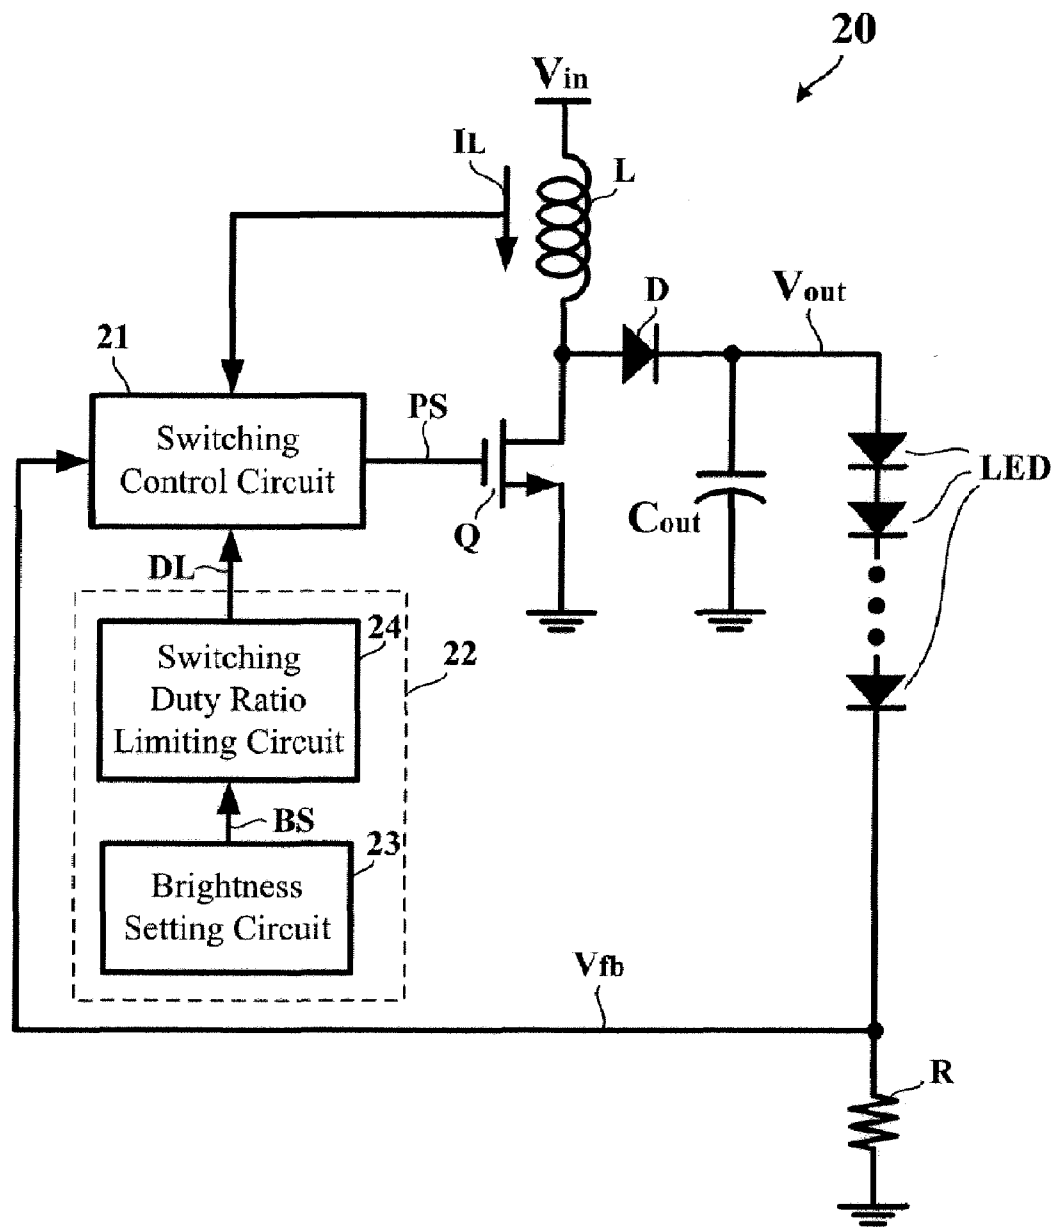 20
Vin
IL
L
D
Vout
21
Switching
Control Circuit
PS
Q
Cout
LED
DL
24
22
Switching
Duty Ratio
Limiting Circuit
BS
23
Brightness
Setting Circuit
Vfb
R